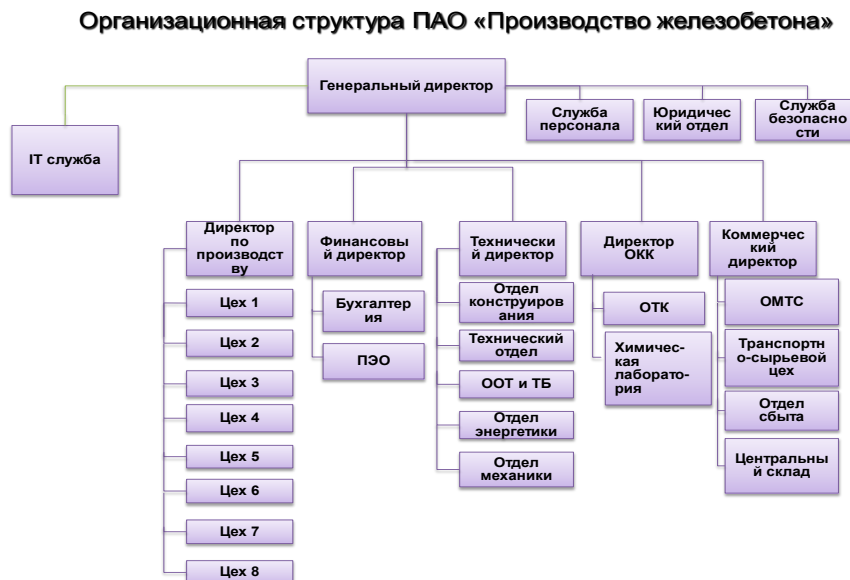 Организационная структура ПАО «Производство железобетона»
Генеральный директор
Служба
персонала
Юридичес
кий отдел
Служба
безопасно
сти
IT служба
Директор
по
производст
ву
Цех 1
Цех 2
Цех 3
Цех 4
Цех 5
Цех 6
Цех 7
Цех 8
Финансовы
й директор
Бухгалтер
ия
ПЭО
Технически
й директор
Отдел
конструиров
ания
Технический
отдел
ООТ и ТБ
Отдел
энергетики
Отдел
механики
Директор
ОКК
ОТК
Химичес-
кая
лаборато-
рия
Коммерчес
кий
директор
ОМТС
Транспортн
о-сырьевой
цех
Отдел
сбыта
Центральны
й склад